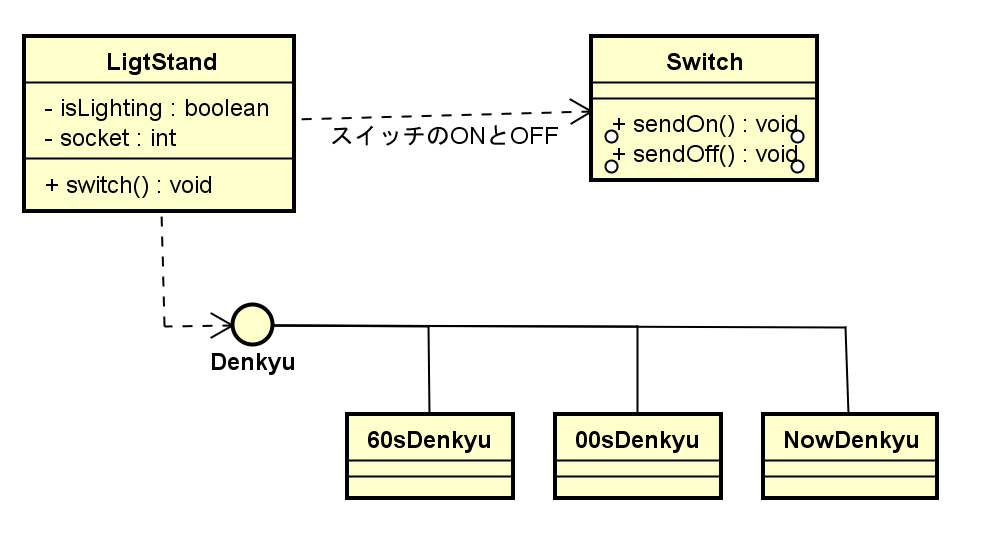 LigtStand
- isLighting : boolean
- socket : int
+ switch() : void
スイッチのONとOFF
Switch
+ sendOn() : void
+ sendOff() : void
Denkyu
60sDenkyu
00sDenkyu
NowDenkyu